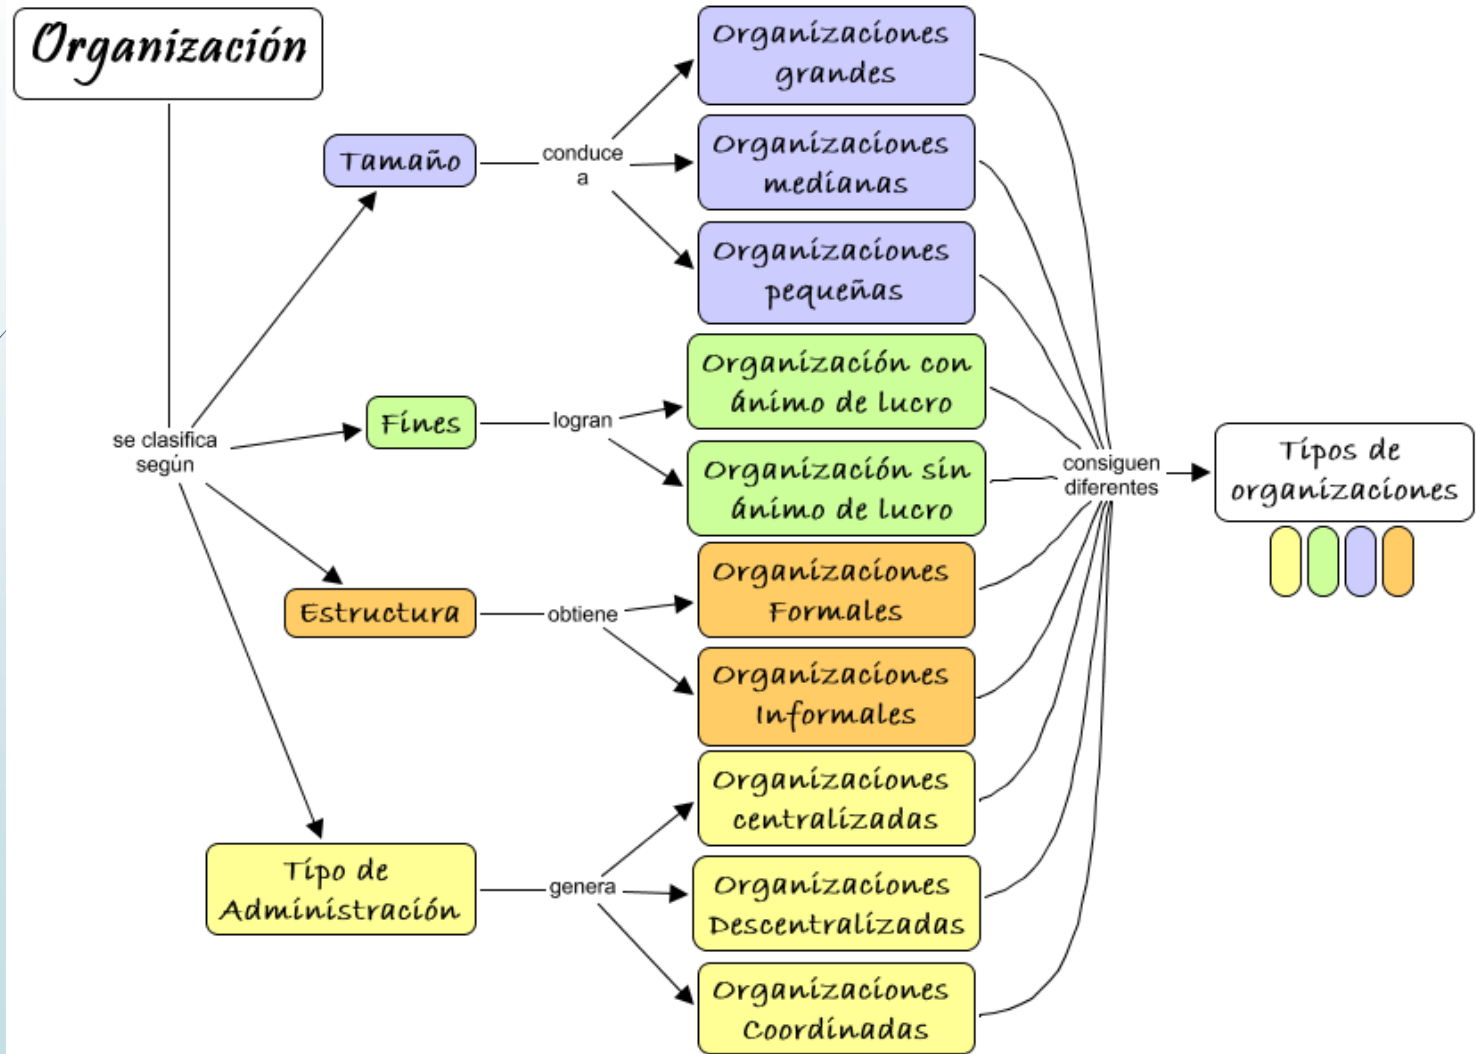 Organización
se clasifica
según
Tamaño
conduce
a
Organizaciones
grandes
Organizaciones
medianas
Organizaciones
pequeñas
Fines
logran
Organización con
ánimo de lucro
Organización sin
ánimo de lucro
Estructura
obtiene
Organizaciones
Formales
Organizaciones
Informales
Tipo de
Administración
genera
Organizaciones
centralizadas
Organizaciones
Descentralizadas
Organizaciones
Coordinadas
consiguen
diferentes
Tipos de
organizaciones